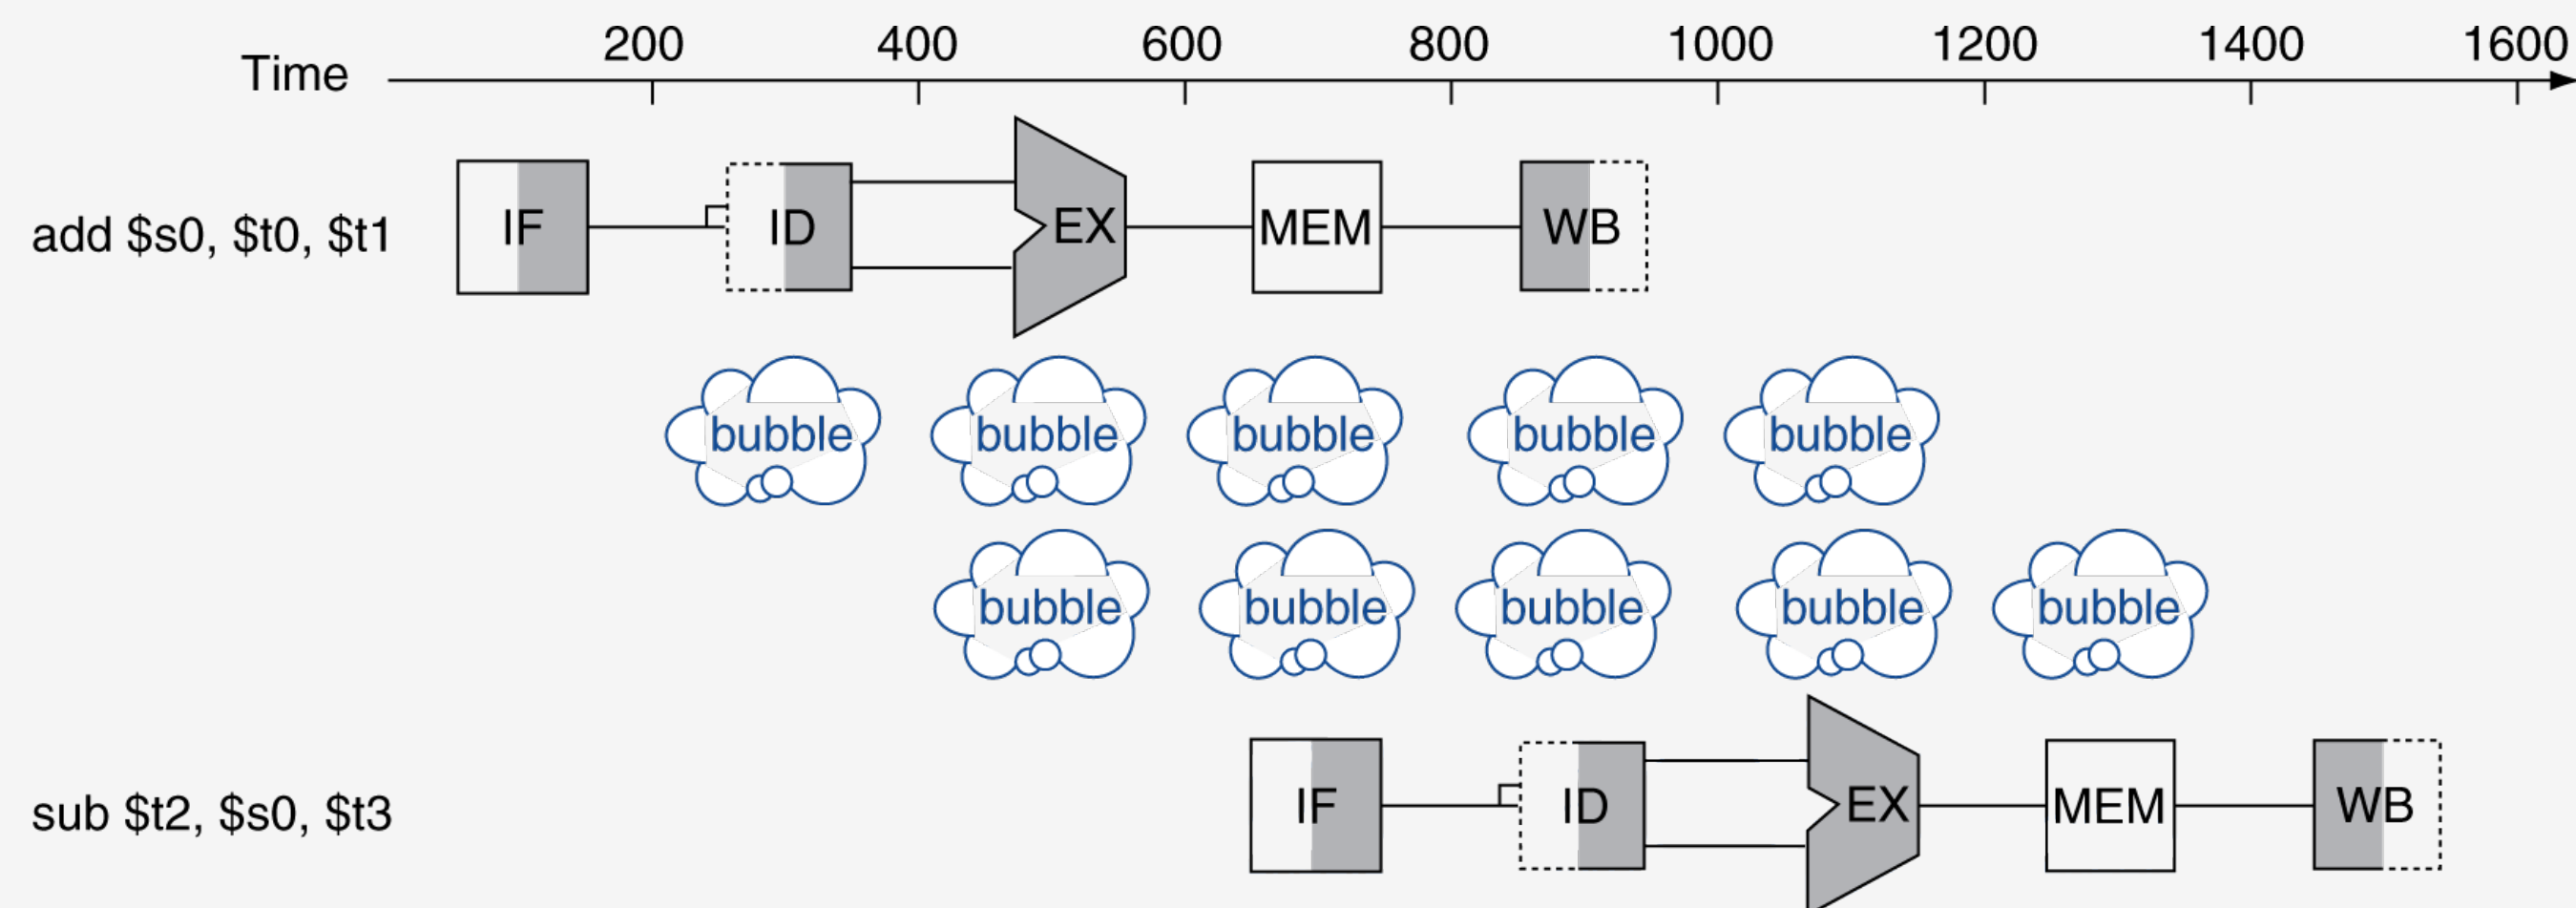 Time 200 400 600 800 1000 1200 1400 1600
add $s0, $t0, $t1 IF ID EX MEM WB
bubble bubble bubble bubble bubble
bubble bubble bubble bubble bubble
sub $t2, $s0, $t3 IF ID EX MEM WB